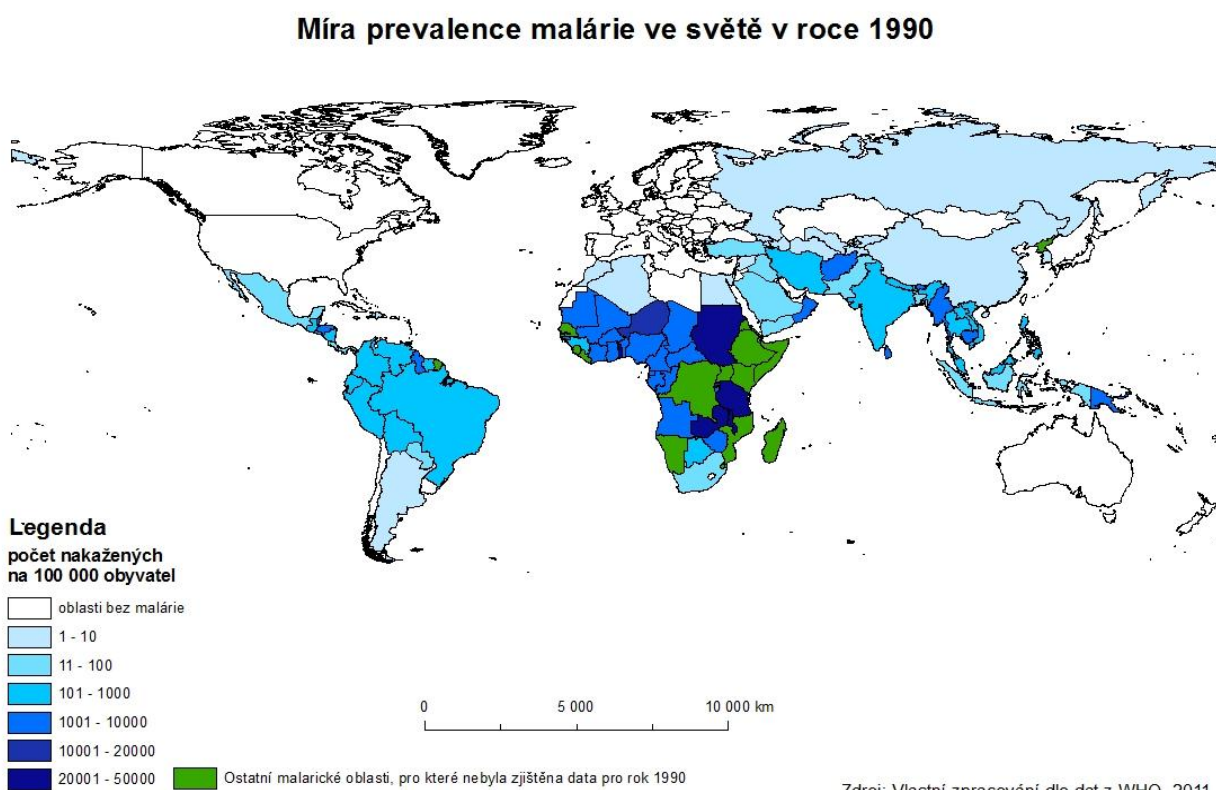 Míra prevalence malárie ve světě v roce 1990
Legenda
počet nakažených
na 100 000 obyvatel
oblasti bez malárie
1 - 10
11 - 100
101 - 1000
1001 - 10000
10001 - 20000
20001 - 50000
Ostatní malarické oblasti, pro které nebyla zjištěna data pro rok 1990
0 5 000 10 000 km
Zdroj: Vlastní zpracování dle dat z WHO, 2011